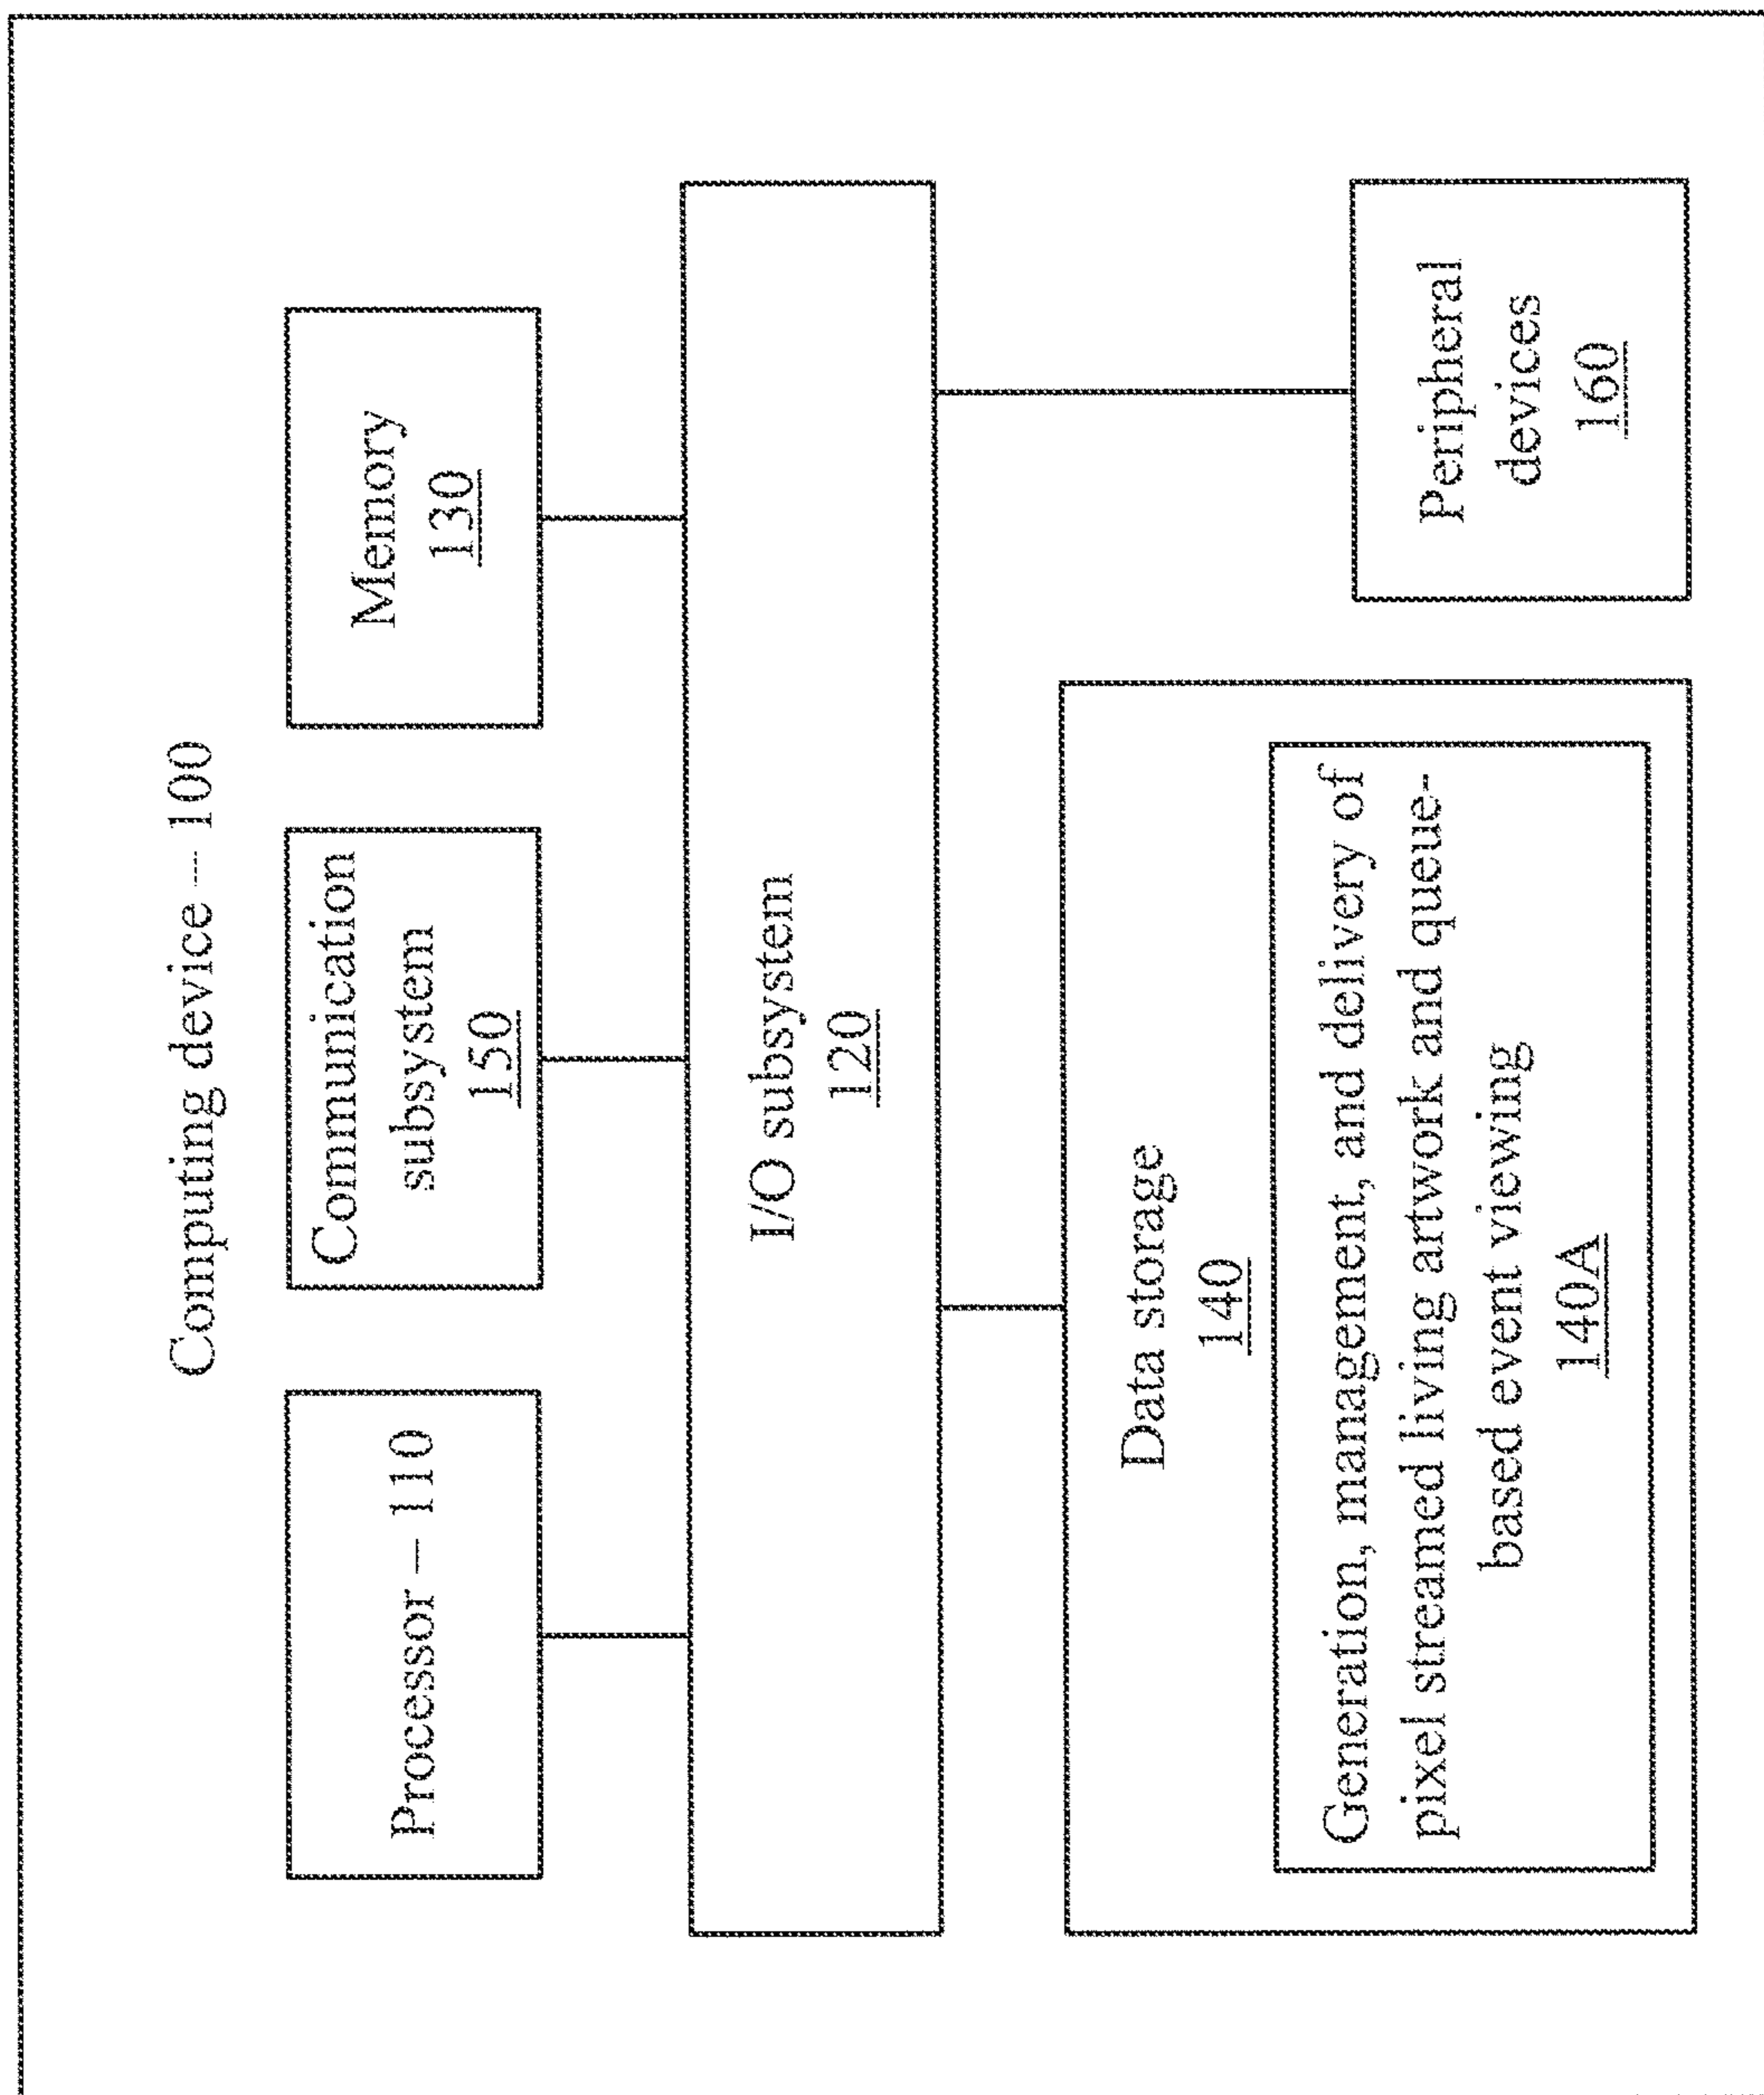 Computing device — 100
Processor – 110
Communication
subsystem
150
Memory
130
I/O subsystem
120
Data storage
140
Generation, management, and delivery of
pixel streamed living artwork and queue-
based event viewing
140A
Peripheral
devices
160